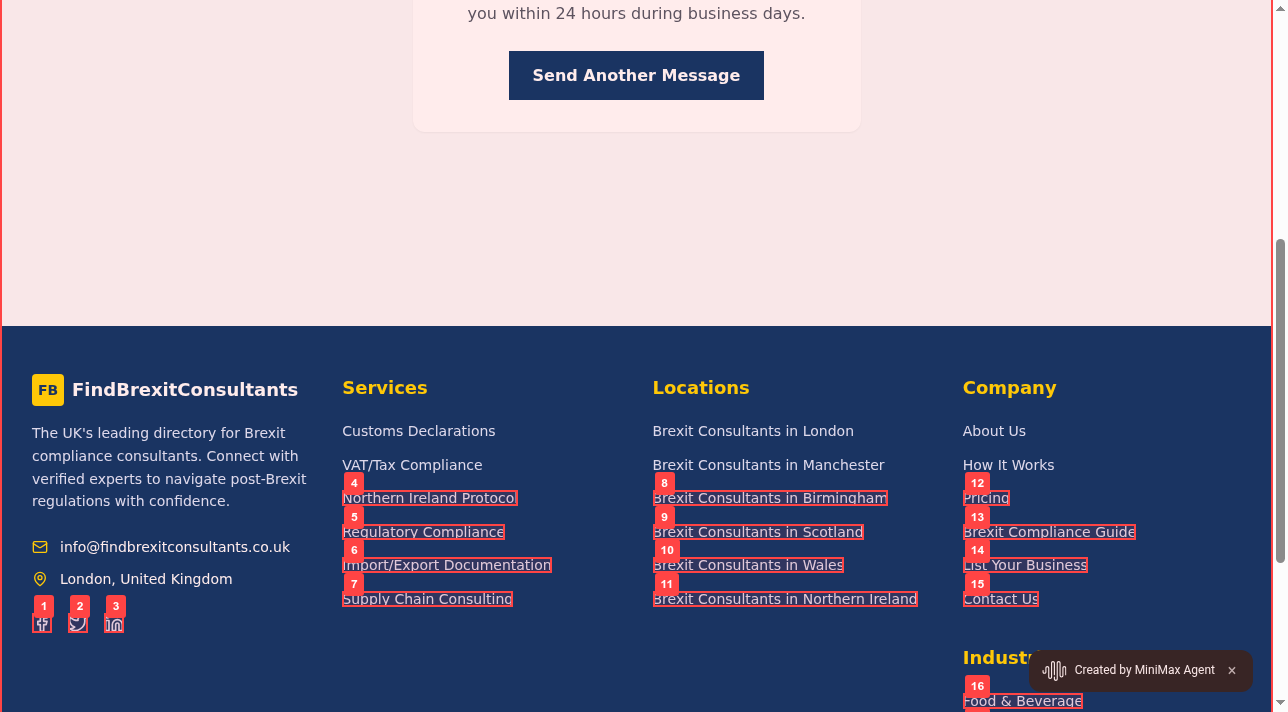 you within 24 hours during business days.
Send Another Message
FB FindBrexitConsultants
The UK's leading directory for Brexit
compliance consultants. Connect with
verified experts to navigate post-Brexit
regulations with confidence.
info@findbrexitconsultants.co.uk
London, United Kingdom
1 2 3
Services
Customs Declarations
VAT/Tax Compliance
4
Northern Ireland Protocol
5
Regulatory Compliance
6
Import/Export Documentation
7
Supply Chain Consulting
Locations
Brexit Consultants in London
Brexit Consultants in Manchester
8
Brexit Consultants in Birmingham
9
Brexit Consultants in Scotland
10
Brexit Consultants in Wales
11
Brexit Consultants in Northern Ireland
Company
About Us
How It Works
12
Pricing
13
Brexit Compliance Guide
14
List Your Business
15
Contact Us
16
Food & Beverage
Created by MiniMax Agent ×